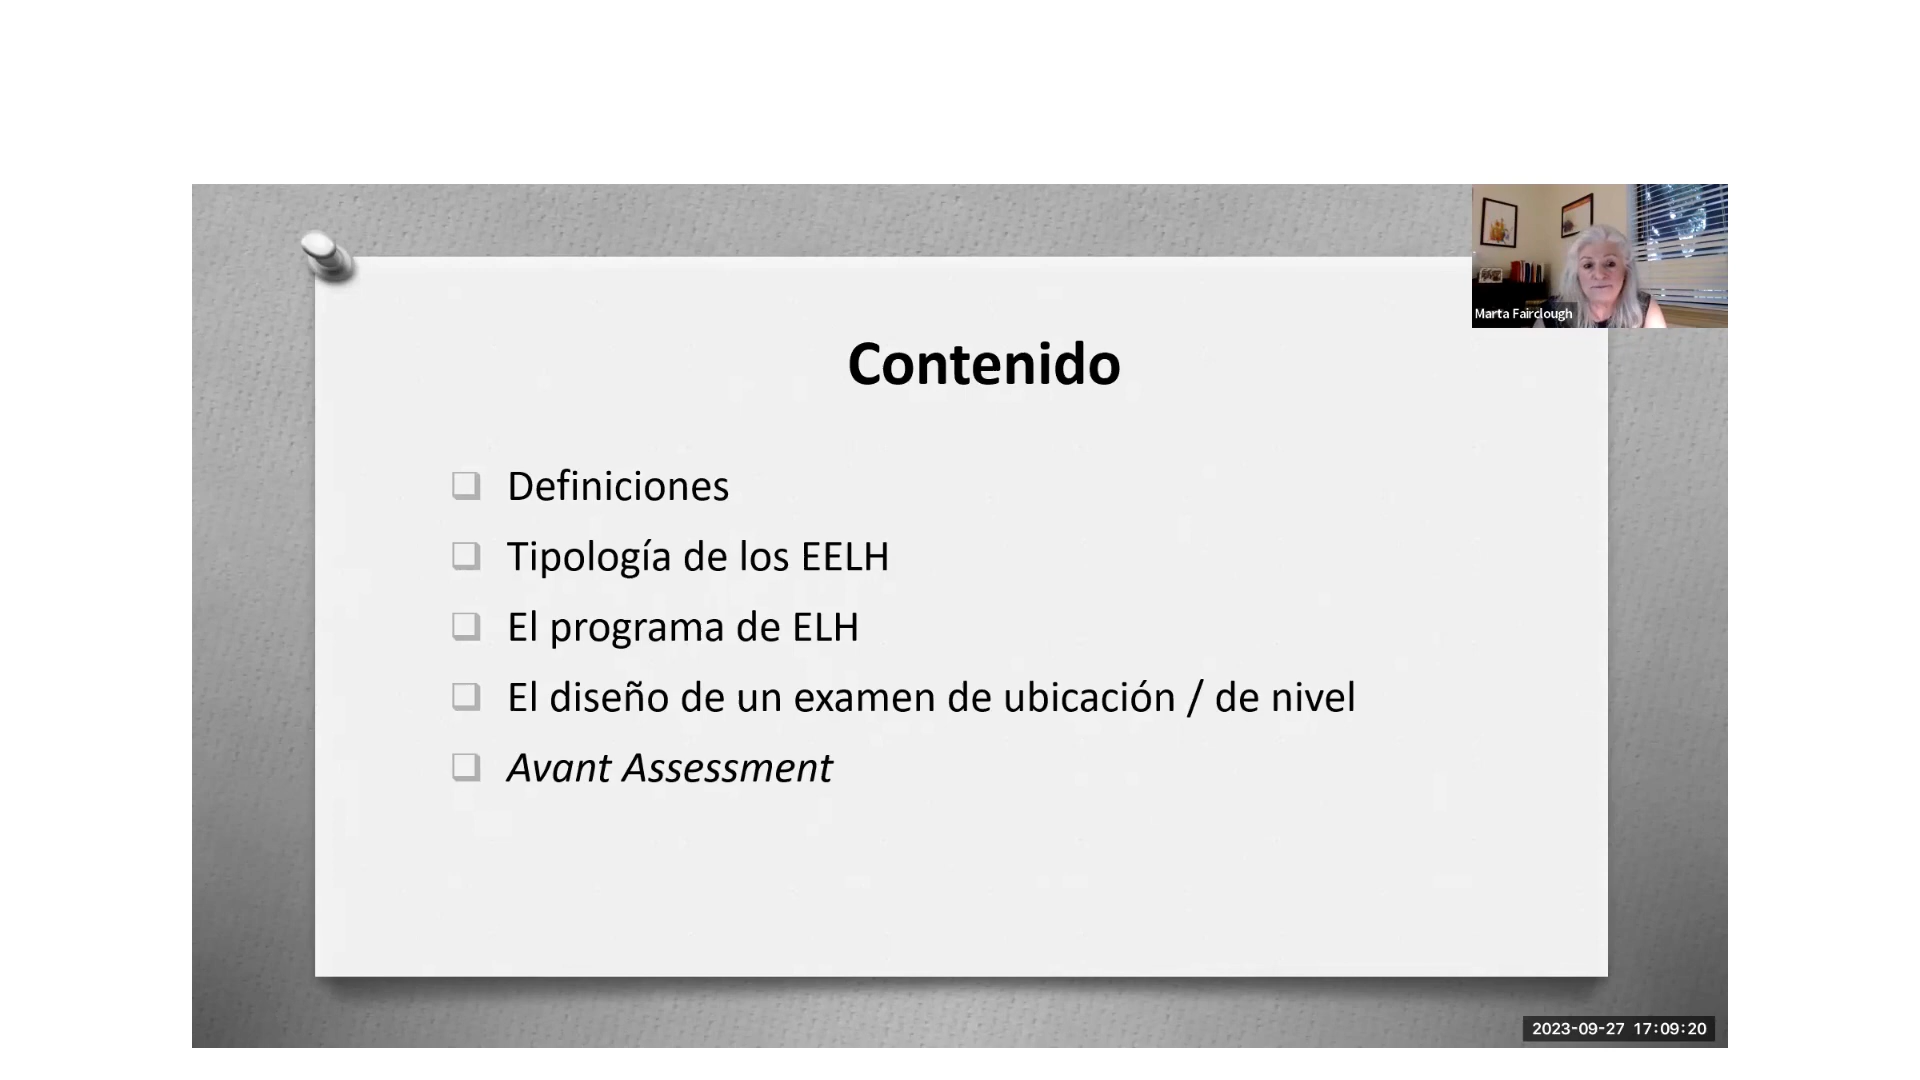 Marta Fairclough
Contenido
Definiciones
Tipología de los EELH
El programa de ELH
El diseño de un examen de ubicación / de nivel
Avant Assessment
2023-09-27 17:09:20